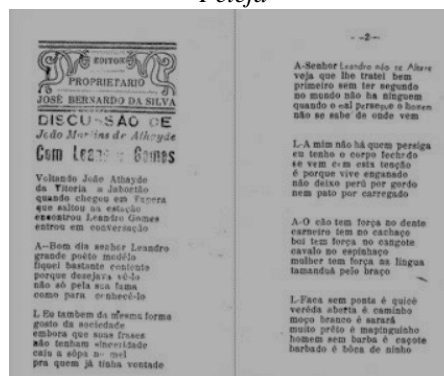 Peleja
EDITOR
PROPRIETARIO
JOSÉ BERNARDO DA SILVA
DISCUSSÃO DE
João Martins de Athayde
Com Leandro Gomes
Voltando João Athayde
da Vitoria a Jaboatão
quando chegou em Tapera
que saltou na estação
encontrou Leandro Gomes
entrou em conversação
A—Bom dia senhor Leandro
grande poéto modélo
fiquei bastante contento
porque desejava vê-lo
não só pela sua fama
como para conhecê-lo
L Eu tambem da mesma forma
gosto da sociedade
embora que suas frases
não tenham sinceridade
caiu a sôpa no mel
pra quem já tinha vontade
—2—
A-Senhor Leandro não se Altere
veja que lhe tratei bem
primeiro sem ter segundo
no mundo não ha ninguem
quando o mal persegue o homem
não se sabe de onde vem
L-A mim não há quem persiga
eu tenho o corpo fechado
se vem com esta tenção
é porque vive enganado
não deixo perú por gordo
nem pato por carregado
A-O cão tem força no dente
carneiro tem no cachaço
boi tem força no cangote
cavalo no espinhaço
mulher tem força na lingua
tamanduá pelo braço
L-Faca sem ponta é quicé
verêda aberta é caminho
moço branco é sarará
muito prêto é mapinguinho
homem sem barba é caçote
barbado é bôca de ninho